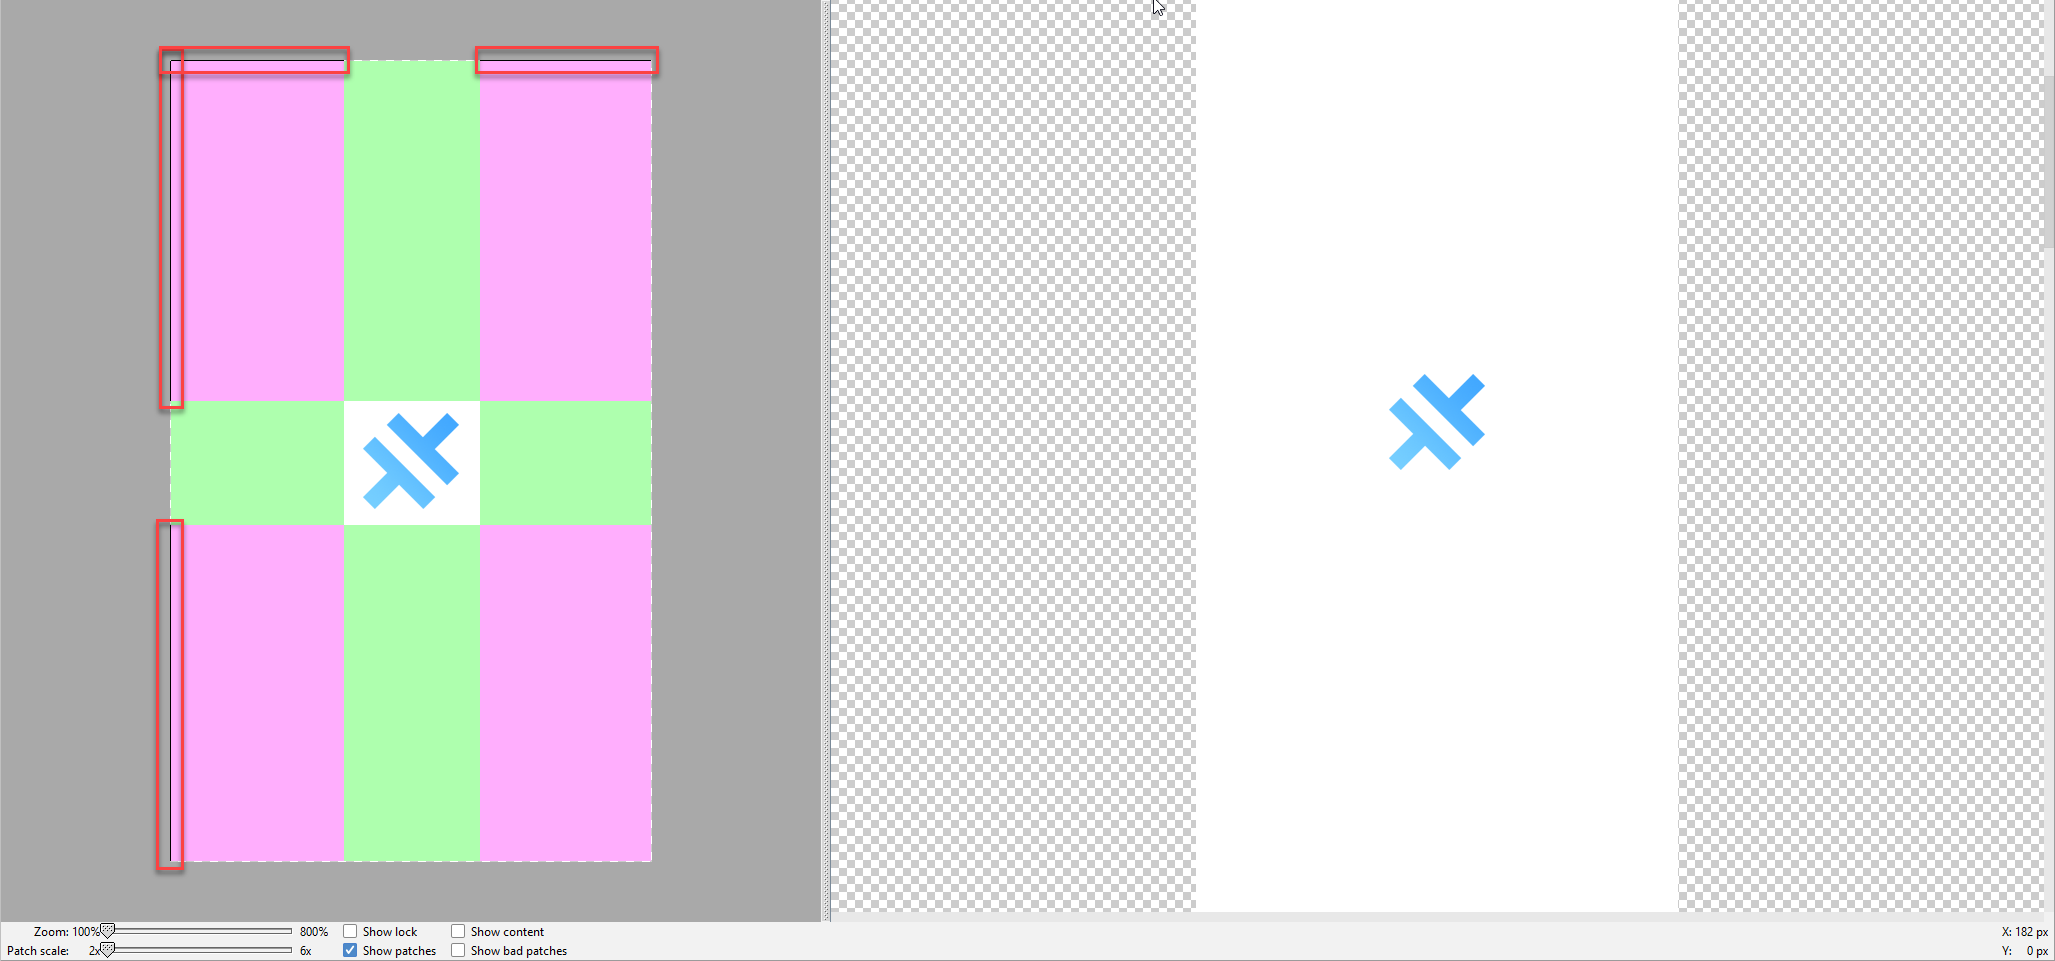 Zoom: 100% 800% Show lock Show content X: 182 px
Patch scale: 2x 6x Show patches Show bad patches Y: 0 px